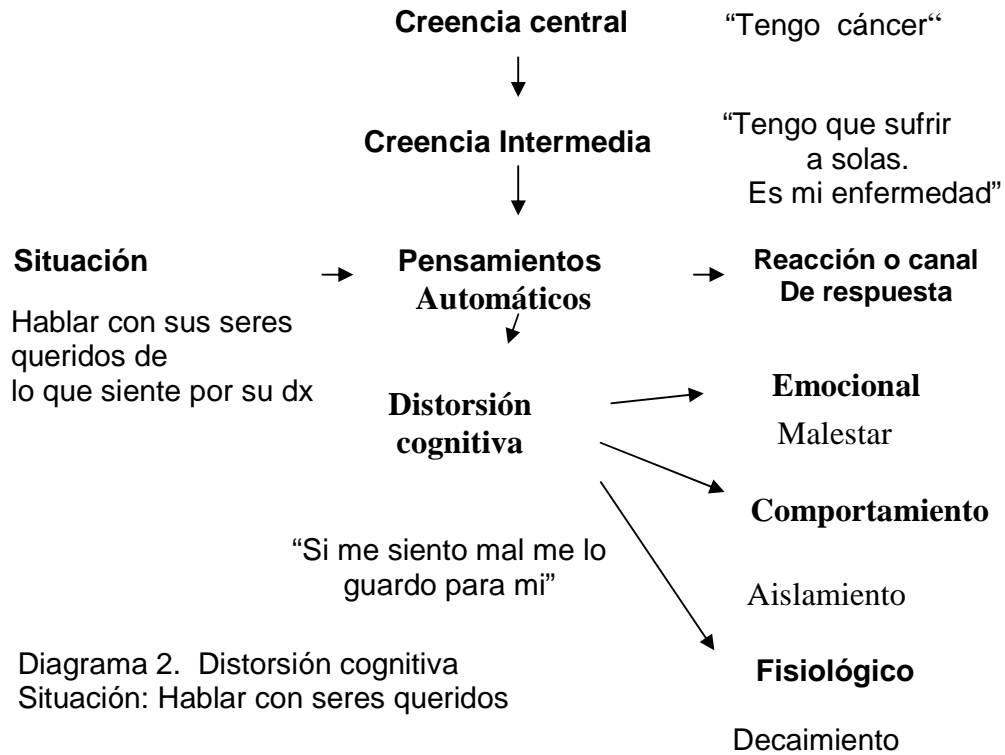 Creencia central
“Tengo cáncer“
Creencia Intermedia
“Tengo que sufrir
a solas.
Es mi enfermedad”
Situación
Hablar con sus seres
queridos de
lo que siente por su dx
Pensamientos
Automáticos
Reacción o canal
De respuesta
Distorsión
cognitiva
“Si me siento mal me lo
guardo para mi”
Emocional
Malestar
Comportamiento
Aislamiento
Fisiológico
Decaimiento
Diagrama 2. Distorsión cognitiva
Situación: Hablar con seres queridos